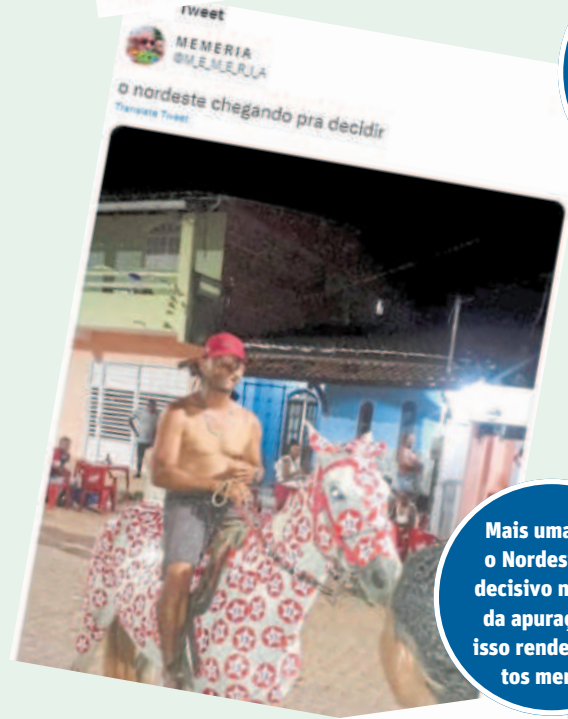 Tweet
MEMERIA
@M_E_M_E_R_I_A
o nordeste chegando pra decidir
Translate Tweet
Mais uma
o Nordes
decisivo n
da apuraç
isso rende
tos mem